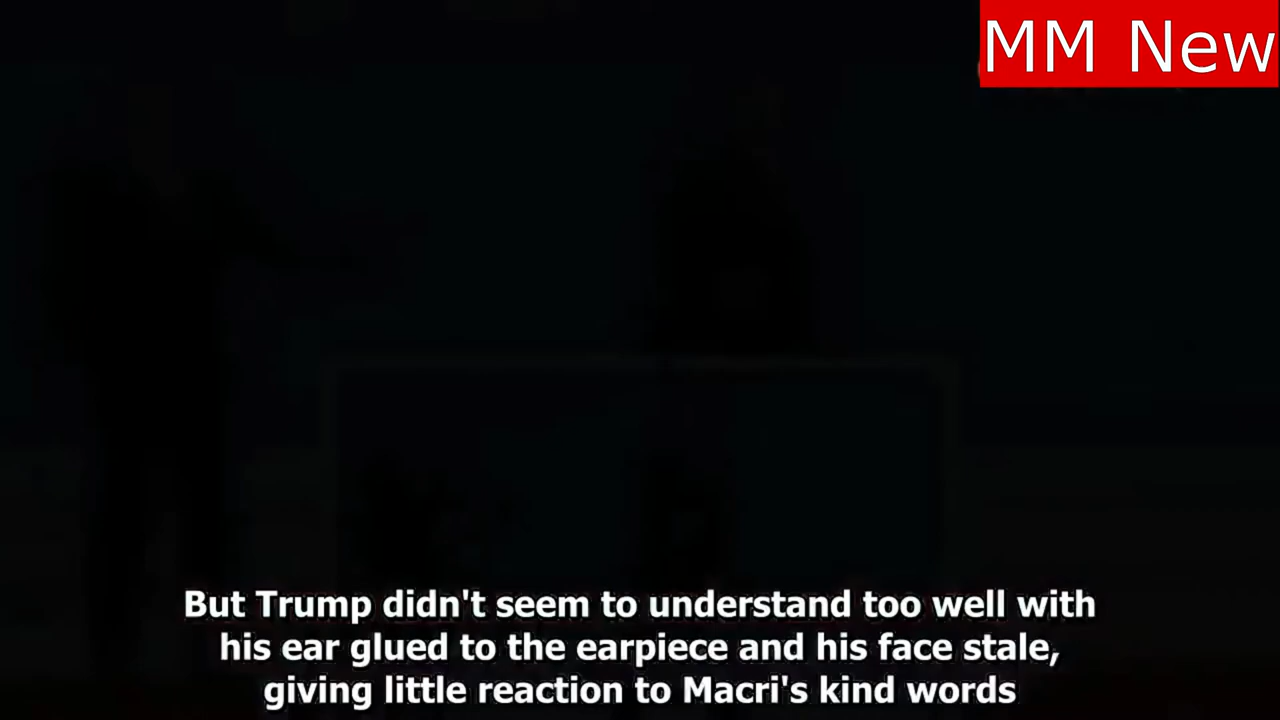 MM New
But Trump didn't seem to understand too well with
his ear glued to the earpiece and his face stale,
giving little reaction to Macri's kind words